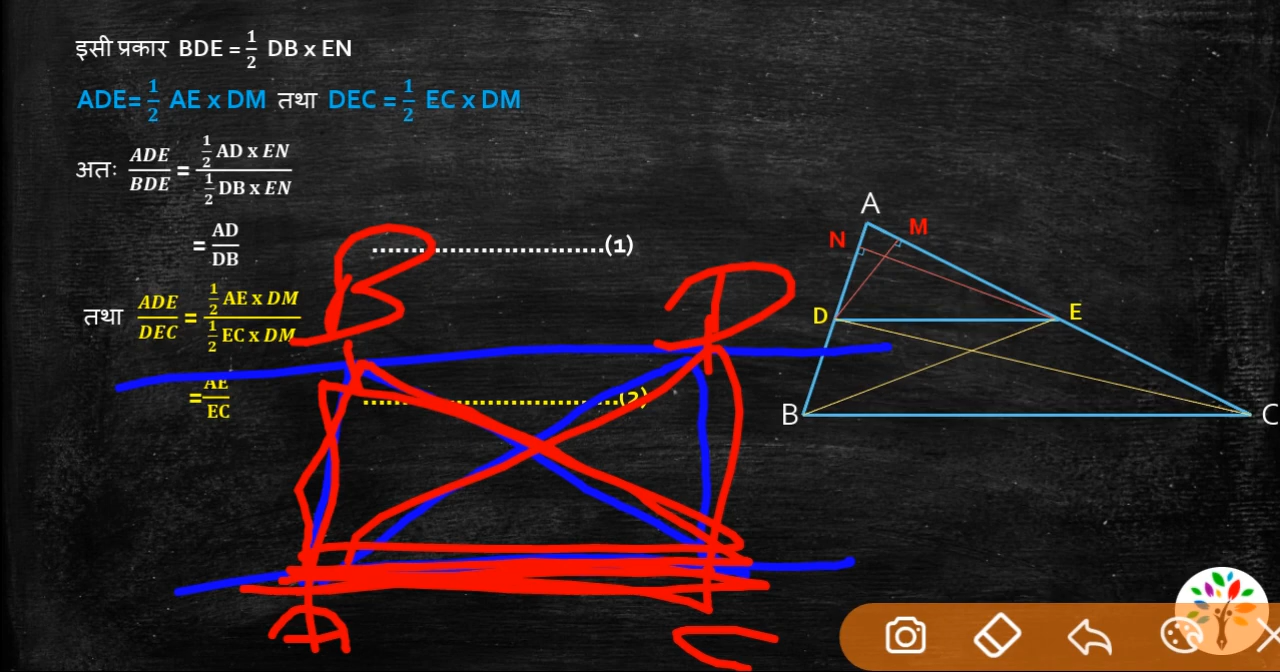 इसी प्रकार BDE = 1/2 DB x EN
ADE= 1/2 AE x DM तथा DEC = 1/2 EC x DM
अतः ADE/BDE = (1/2 AD x EN)/(1/2 DB x EN)
= AD/DB ........................................(1)
तथा ADE/DEC = (1/2 AE x DM)/(1/2 EC x DM)
= AE/EC ........................................(2)
A
N M
D E
B C
B D
A C